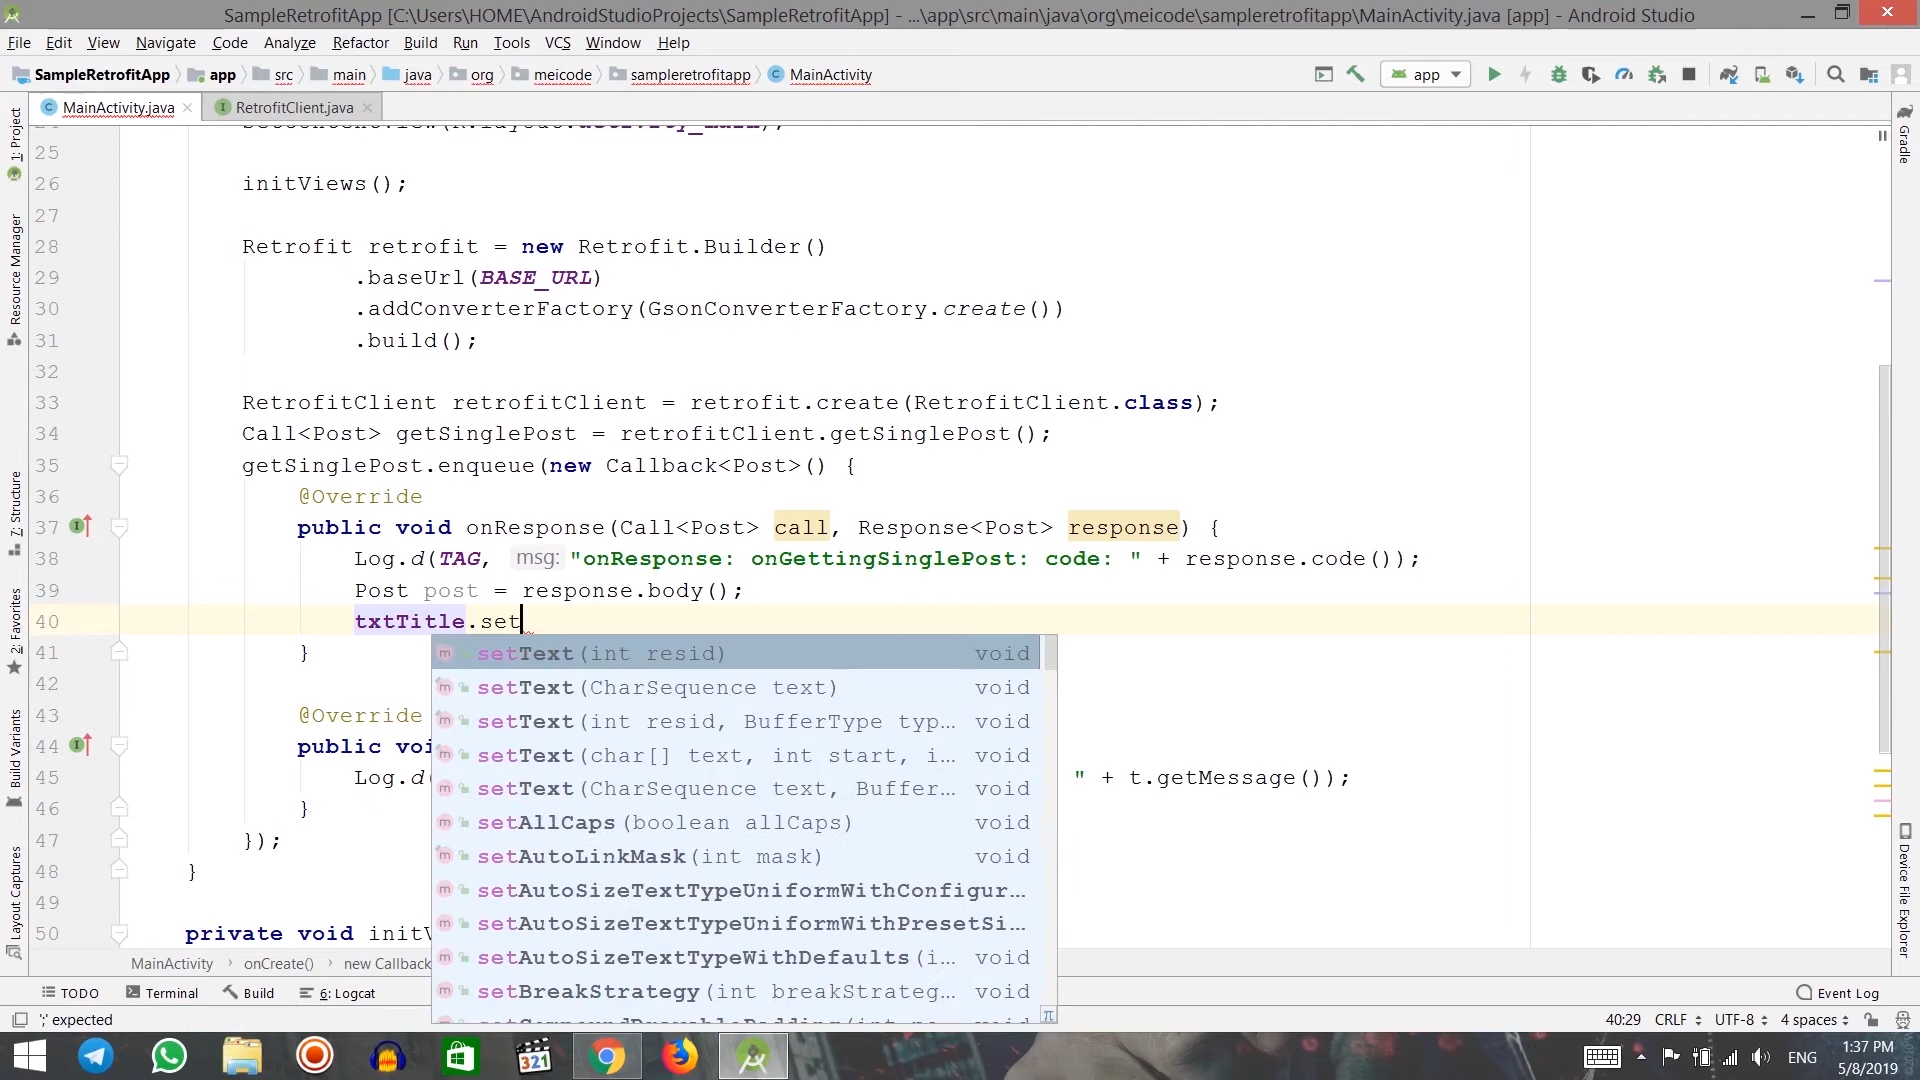 SampleRetrofitApp [C:\Users\HOME\AndroidStudioProjects\SampleRetrofitApp] - ...\app\src\main\java\org\meicode\sampleretrofitapp\MainActivity.java [app] - Android Studio
File Edit View Navigate Code Analyze Refactor Build Run Tools VCS Window Help
SampleRetrofitApp app src main java org meicode sampleretrofitapp MainActivity app
MainActivity.java RetrofitClient.java
1: Project
Resource Manager
7: Structure
2: Favorites
Build Variants
Layout Captures
Gradle
Device File Explorer
25
26 initViews();
27
28 Retrofit retrofit = new Retrofit.Builder()
29 .baseUrl(BASE_URL)
30 .addConverterFactory(GsonConverterFactory.create())
31 .build();
32
33 RetrofitClient retrofitClient = retrofit.create(RetrofitClient.class);
34 Call<Post> getSinglePost = retrofitClient.getSinglePost();
35 getSinglePost.enqueue(new Callback<Post>() {
36 @Override
37 public void onResponse(Call<Post> call, Response<Post> response) {
38 Log.d(TAG, msg: "onResponse: onGettingSinglePost: code: " + response.code());
39 Post post = response.body();
40 txtTitle.set
41 }
42
43 @Override
44 public voi
45 Log.d( " + t.getMessage());
46 }
47 });
48 }
49
50 private void initV
setText(int resid) void
setText(CharSequence text) void
setText(int resid, BufferType typ… void
setText(char[] text, int start, i… void
setText(CharSequence text, Buffer… void
setAllCaps(boolean allCaps) void
setAutoLinkMask(int mask) void
setAutoSizeTextTypeUniformWithConfigur…
setAutoSizeTextTypeUniformWithPresetSi…
setAutoSizeTextTypeWithDefaults(i… void
setBreakStrategy(int breakStrateg… void
π
MainActivity › onCreate() › new Callback
TODO Terminal Build 6: Logcat Event Log
';' expected 40:29 CRLF UTF-8 4 spaces
321
ENG
1:37 PM
5/8/2019